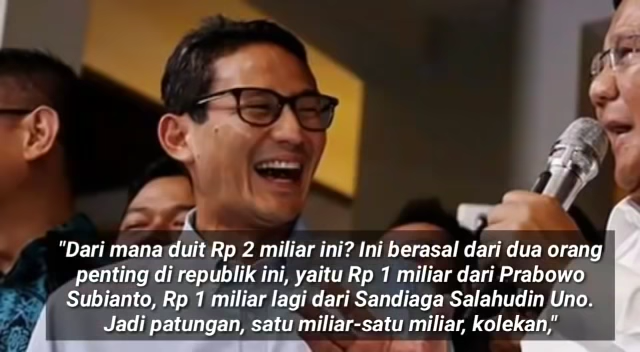 "Dari mana duit Rp 2 miliar ini? Ini berasal dari dua orang
penting di republik ini, yaitu Rp 1 miliar dari Prabowo
Subianto, Rp 1 miliar lagi dari Sandiaga Salahudin Uno.
Jadi patungan, satu miliar-satu miliar, kolekan,"